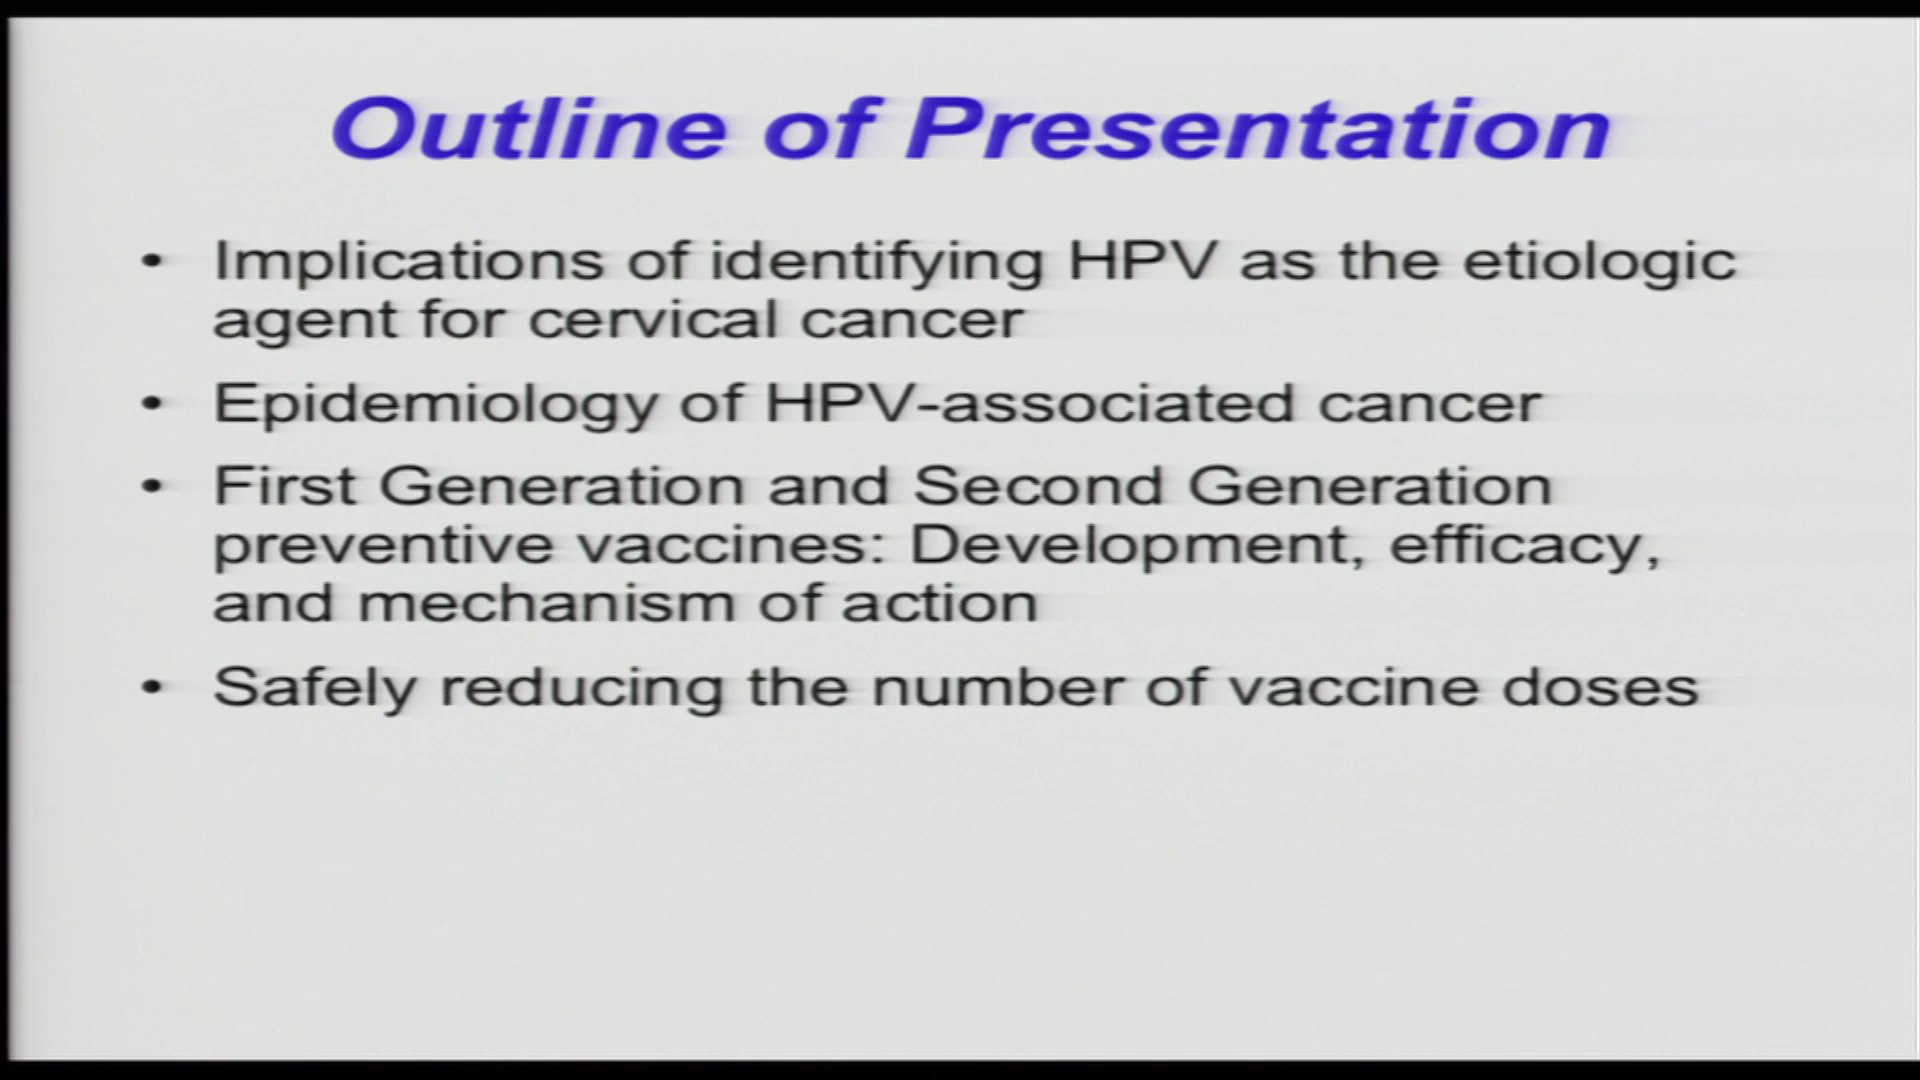 Outline of Presentation
• Implications of identifying HPV as the etiologic
agent for cervical cancer
• Epidemiology of HPV-associated cancer
• First Generation and Second Generation
preventive vaccines: Development, efficacy,
and mechanism of action
• Safely reducing the number of vaccine doses